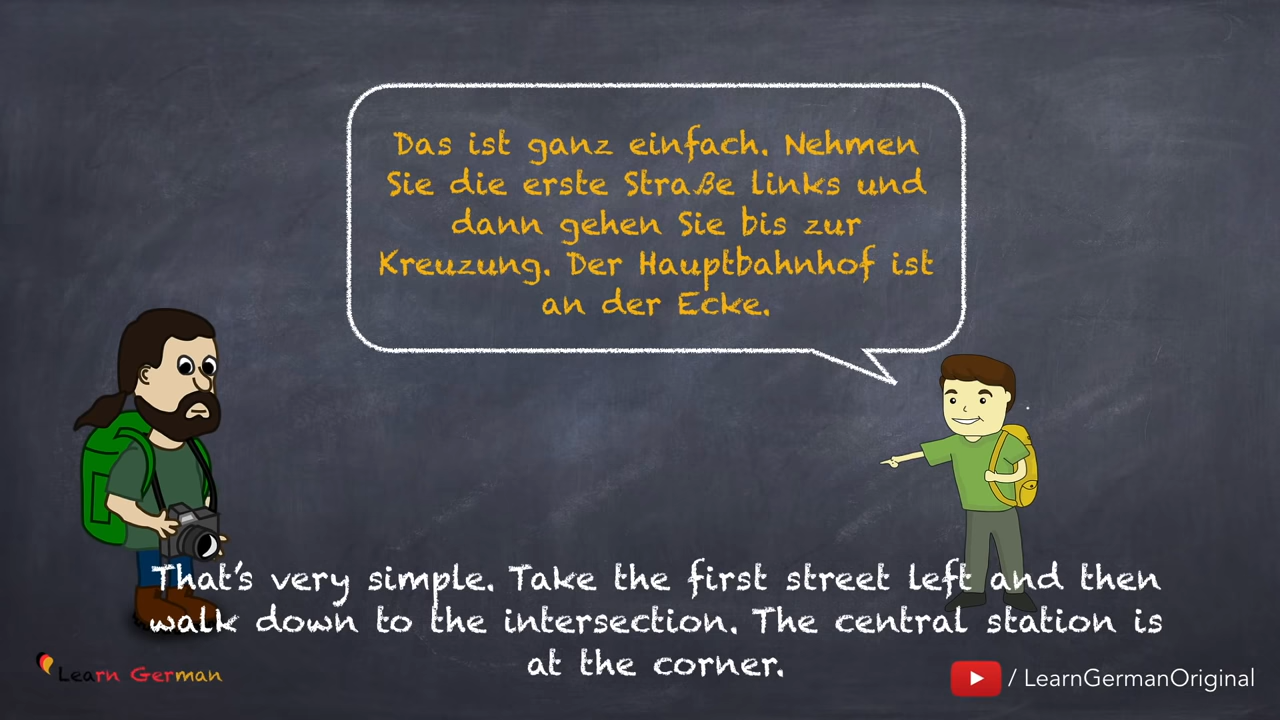 Das ist ganz einfach. Nehmen
Sie die erste Straße links und
dann gehen Sie bis zur
Kreuzung. Der Hauptbahnhof ist
an der Ecke.
That's very simple. Take the first street left and then
walk down to the intersection. The central station is
at the corner.
Learn German
/ LearnGermanOriginal